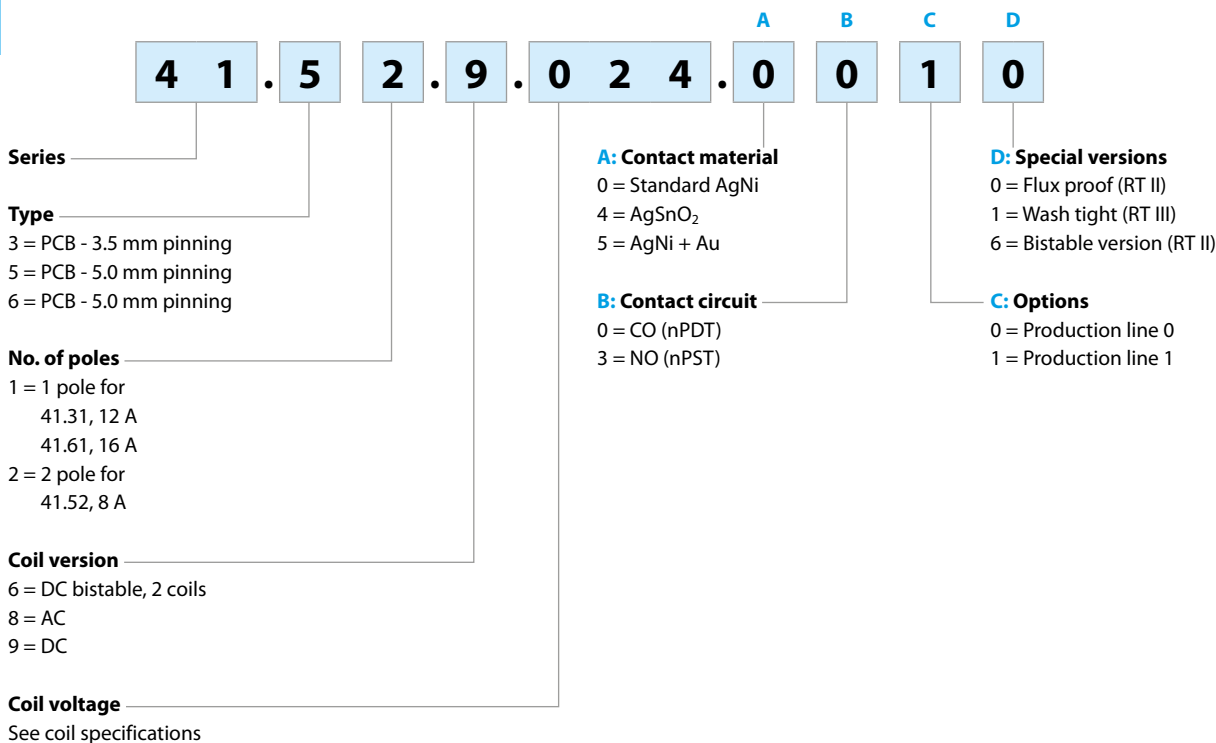 A B C D
4 1 . 5 2 . 9 . 0 2 4 . 0 0 1 0
Series
Type
3 = PCB - 3.5 mm pinning
5 = PCB - 5.0 mm pinning
6 = PCB - 5.0 mm pinning
No. of poles
1 = 1 pole for
41.31, 12 A
41.61, 16 A
2 = 2 pole for
41.52, 8 A
Coil version
6 = DC bistable, 2 coils
8 = AC
9 = DC
Coil voltage
See coil specifications
A: Contact material
0 = Standard AgNi
4 = AgSnO₂
5 = AgNi + Au
B: Contact circuit
0 = CO (nPDT)
3 = NO (nPST)
D: Special versions
0 = Flux proof (RT II)
1 = Wash tight (RT III)
6 = Bistable version (RT II)
C: Options
0 = Production line 0
1 = Production line 1